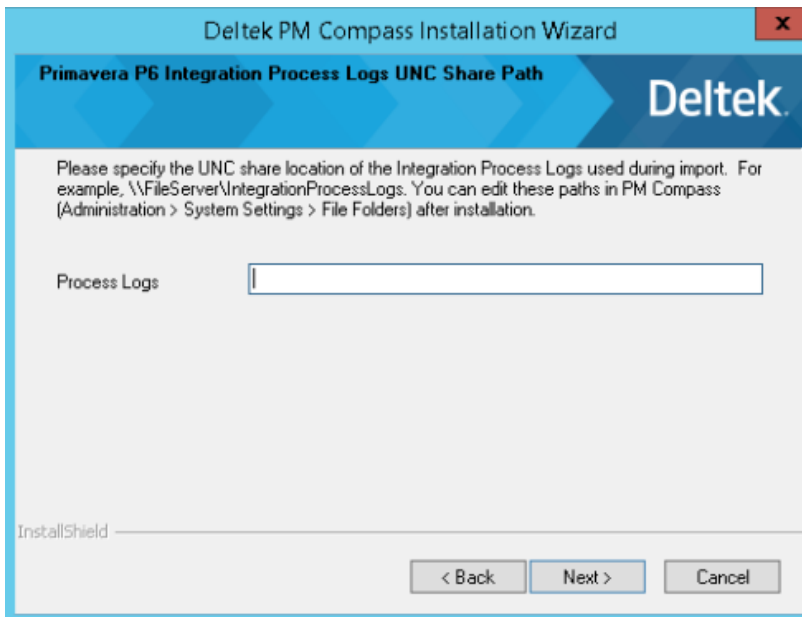 Deltek PM Compass Installation Wizard
x
Primavera P6 Integration Process Logs UNC Share Path
Deltek.
Please specify the UNC share location of the Integration Process Logs used during import. For
example, \\FileServer\IntegrationProcessLogs. You can edit these paths in PM Compass
(Administration > System Settings > File Folders) after installation.
Process Logs
InstallShield
< Back Next > Cancel